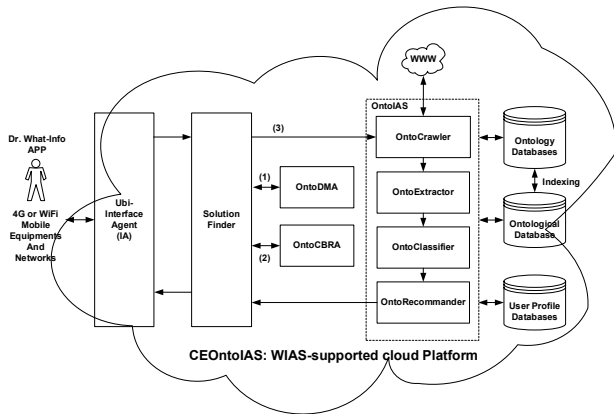 WWW
OntoIAS
Dr. What-Info
APP
4G or WiFi
Mobile
Equipments
And
Networks
Ubi-
Interface
Agent
(IA)
Solution
Finder
(3)
(1)
(2)
OntoDMA
OntoCBRA
OntoCrawler
OntoExtractor
OntoClassifier
OntoRecommander
Ontology
Databases
Indexing
Ontological
Database
User Profile
Databases
CEOntoIAS: WIAS-supported cloud Platform